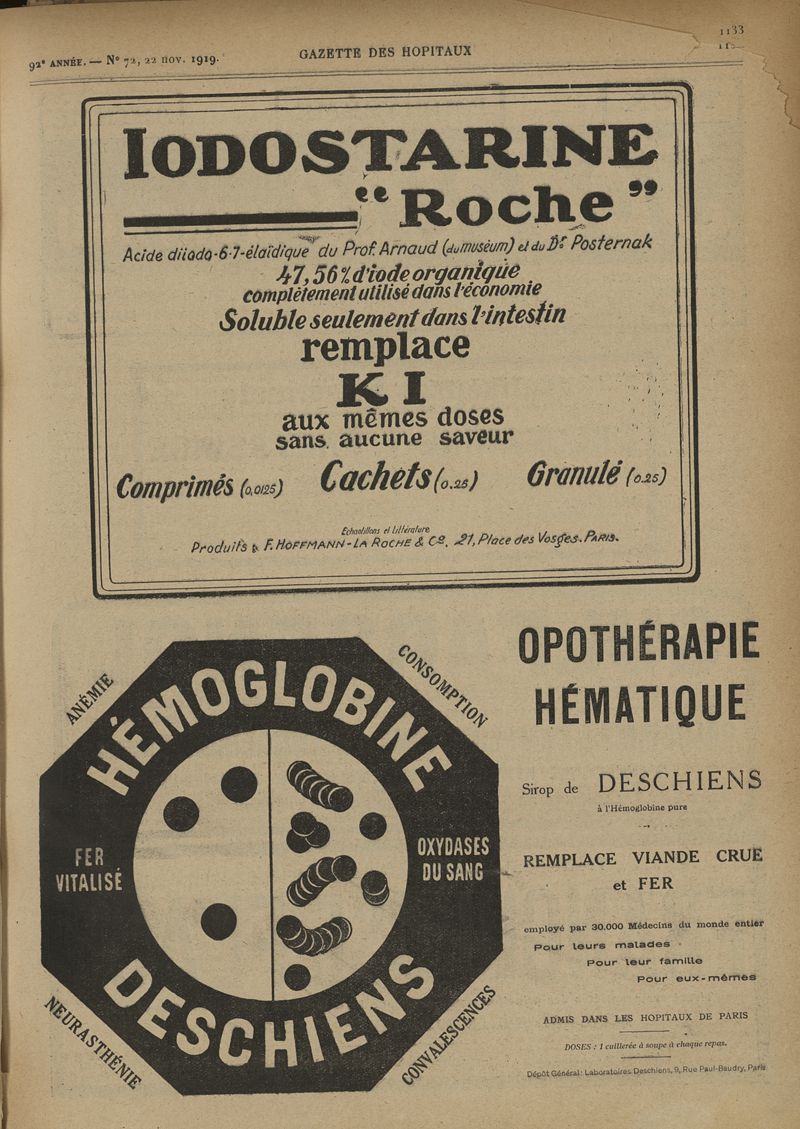 1133
92e ANNÉE. — No 72, 22 nov. 1919.
GAZETTE DES HOPITAUX
IODOSTARINE
“Roche”
Acide diiodo-6-7-élaïdique du Prof. Arnaud (du muséum) et du Dr Posternak
47,56% d'iode organique
complètement utilisé dans l'économie
Soluble seulement dans l'intestin
remplace
KI
aux mêmes doses
sans aucune saveur
Comprimés (0,0125) Cachets (0.25) Granulé (0.25)
Échantillons et Littérature
Produits F. HOFFMANN-LA ROCHE & Co, 21, Place des Vosges. PARIS.
ANÉMIE
CONSOMPTION
HÉMOGLOBINE
FER
VITALISÉ
OXYDASES
DU SANG
DESCHIENS
NEURASTHÉNIE
CONVALESCENCES
OPOTHÉRAPIE
HÉMATIQUE
Sirop de DESCHIENS
à l'Hémoglobine pure
REMPLACE VIANDE CRUE
et FER
employé par 30.000 Médecins du monde entier
Pour leurs malades
Pour leur famille
Pour eux-mêmes
ADMIS DANS LES HOPITAUX DE PARIS
DOSES : 1 cuillerée à soupe à chaque repas.
Dépôt Général: Laboratoires Deschiens, 9, Rue Paul-Baudry, Paris